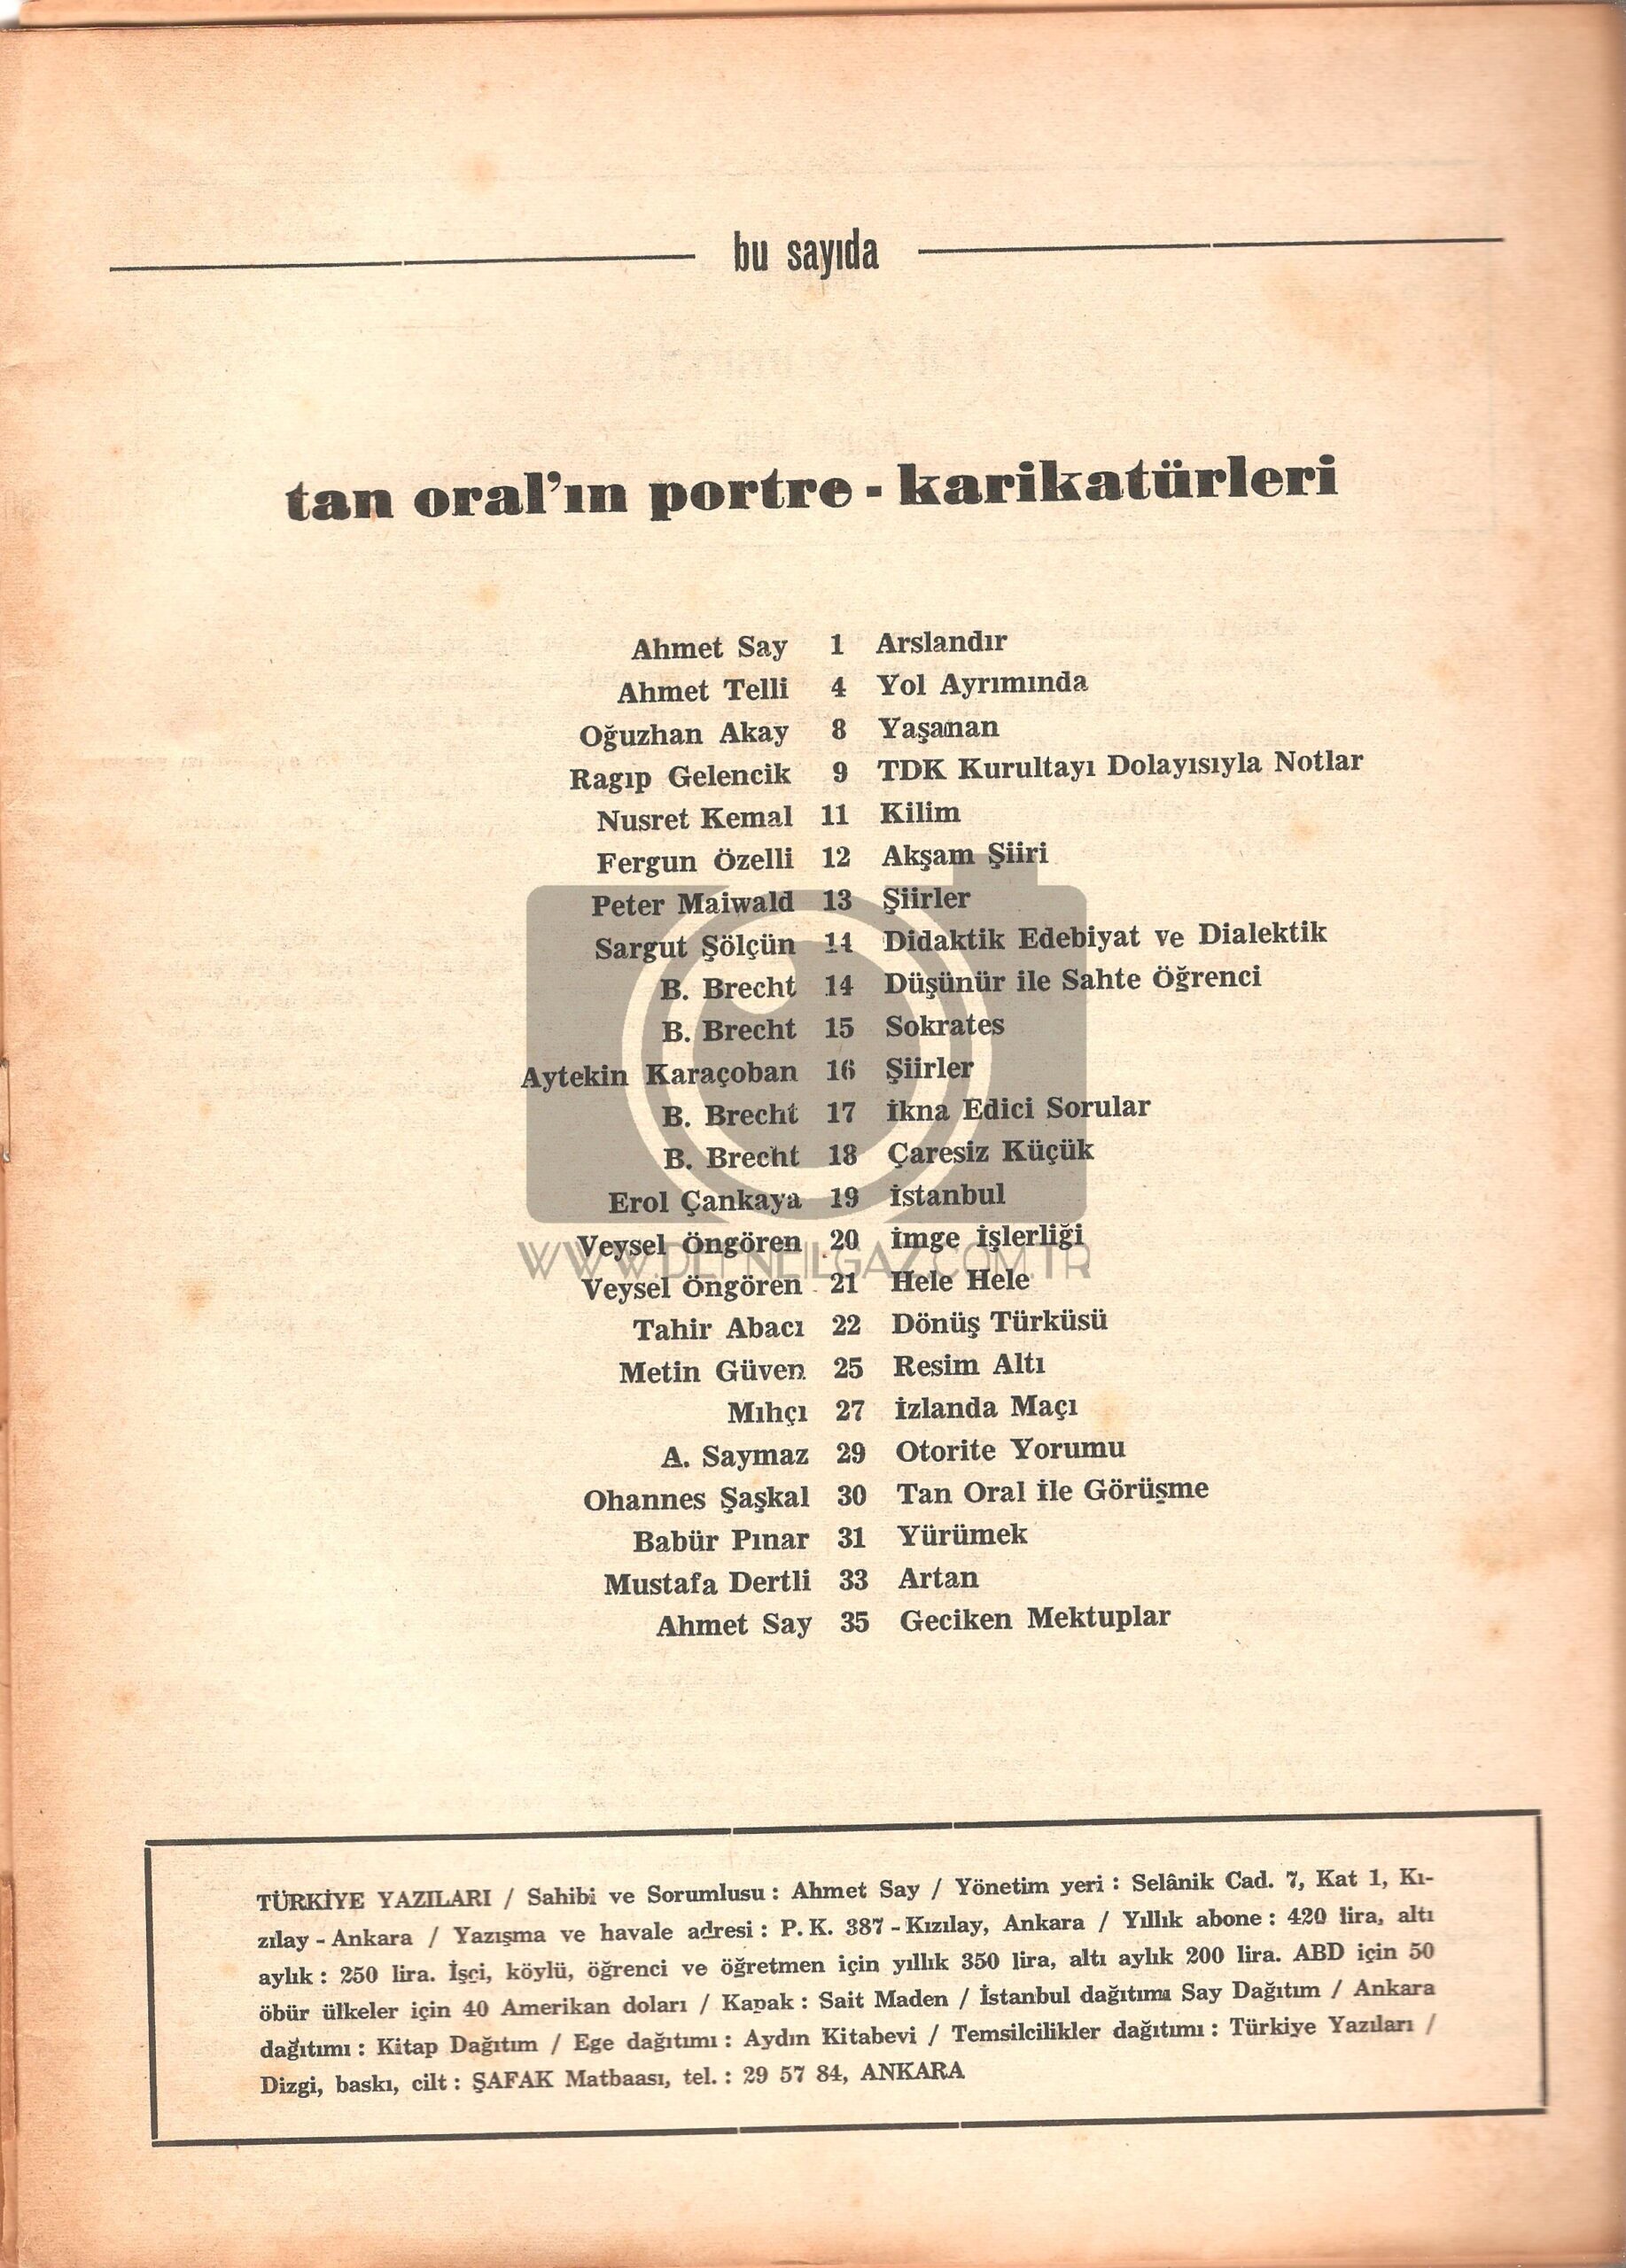 bu sayıda
tan oral'ın portre - karikatürleri
Ahmet Say 1 Arslandır
Ahmet Telli 4 Yol Ayrımında
Oğuzhan Akay 8 Yaşanan
Ragıp Gelencik 9 TDK Kurultayı Dolayısıyla Notlar
Nusret Kemal 11 Kilim
Fergun Özelli 12 Akşam Şiiri
Peter Maiwald 13 Şiirler
Sargut Şölçün 14 Didaktik Edebiyat ve Dialektik
B. Brecht 14 Düşünür ile Sahte Öğrenci
B. Brecht 15 Sokrates
Aytekin Karaçoban 16 Şiirler
B. Brecht 17 İkna Edici Sorular
B. Brecht 18 Çaresiz Küçük
Erol Çankaya 19 İstanbul
Veysel Öngören 20 İmge İşlerliği
WWW.DEFNEILGAZ.COM.TR
Veysel Öngören 21 Hele Hele
Tahir Abacı 22 Dönüş Türküsü
Metin Güven 25 Resim Altı
Mıhçı 27 İzlanda Maçı
A. Saymaz 29 Otorite Yorumu
Ohannes Şaşkal 30 Tan Oral İle Görüşme
Babür Pınar 31 Yürümek
Mustafa Dertli 33 Artan
Ahmet Say 35 Geciken Mektuplar
TÜRKİYE YAZILARI / Sahibi ve Sorumlusu : Ahmet Say / Yönetim yeri : Selânik Cad. 7, Kat 1, Kı-
zılay - Ankara / Yazışma ve havale adresi : P. K. 387 - Kızılay, Ankara / Yıllık abone : 420 lira, altı
aylık : 250 lira. İşçi, köylü, öğrenci ve öğretmen için yıllık 350 lira, altı aylık 200 lira. ABD için 50
öbür ülkeler için 40 Amerikan doları / Kapak : Sait Maden / İstanbul dağıtımı Say Dağıtım / Ankara
dağıtımı : Kitap Dağıtım / Ege dağıtımı : Aydın Kitabevi / Temsilcilikler dağıtımı : Türkiye Yazıları /
Dizgi, baskı, cilt : ŞAFAK Matbaası, tel. : 29 57 84, ANKARA